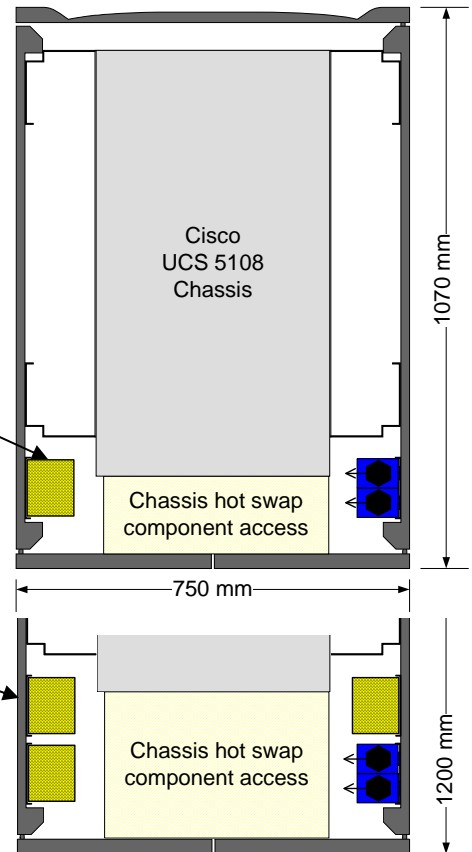 Cisco
UCS 5108
Chassis
1070 mm
Chassis hot swap
component access
750 mm
Chassis hot swap
component access
1200 mm